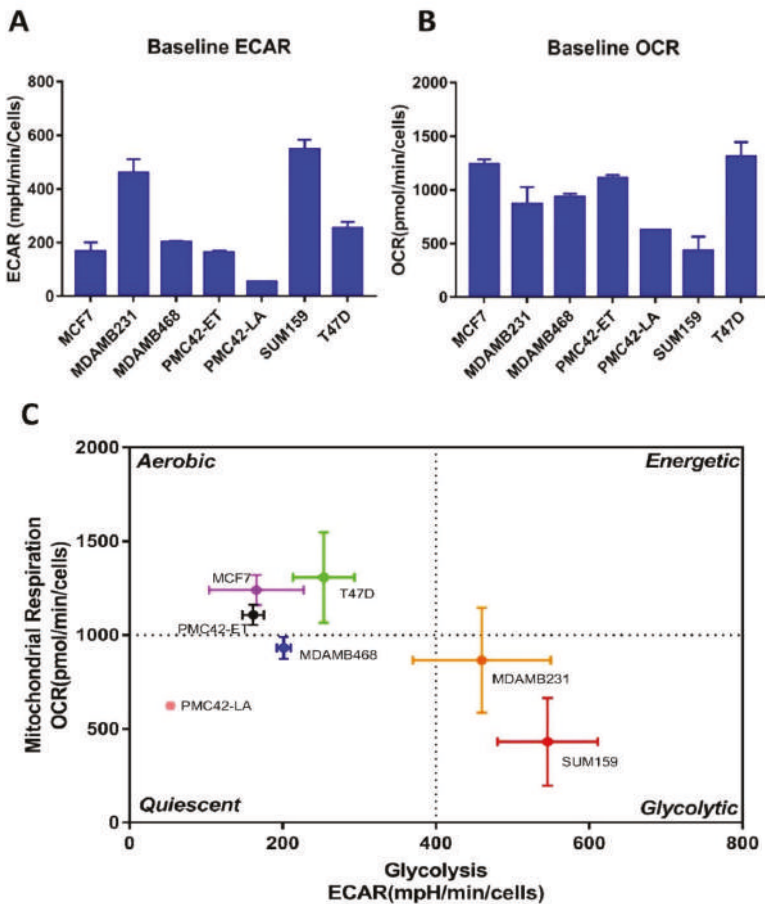 A
Baseline ECAR
ECAR (mpH/min/Cells)
800
600
400
200
0
MCF7
MDAMB231
MDAMB468
PMC42-ET
PMC42-LA
SUM159
T47D
B
Baseline OCR
OCR(pmol/min/cells)
2000
1500
1000
500
0
MCF7
MDAMB231
MDAMB468
PMC42-ET
PMC42-LA
SUM159
T47D
C
Mitochondrial Respiration
OCR(pmol/min/cells)
2000
1500
1000
500
0
Aerobic
Energetic
MCF7
T47D
PMC42-ET
MDAMB468
MDAMB231
PMC42-LA
SUM159
Quiescent
Glycolytic
0
200
400
600
800
Glycolysis
ECAR(mpH/min/cells)